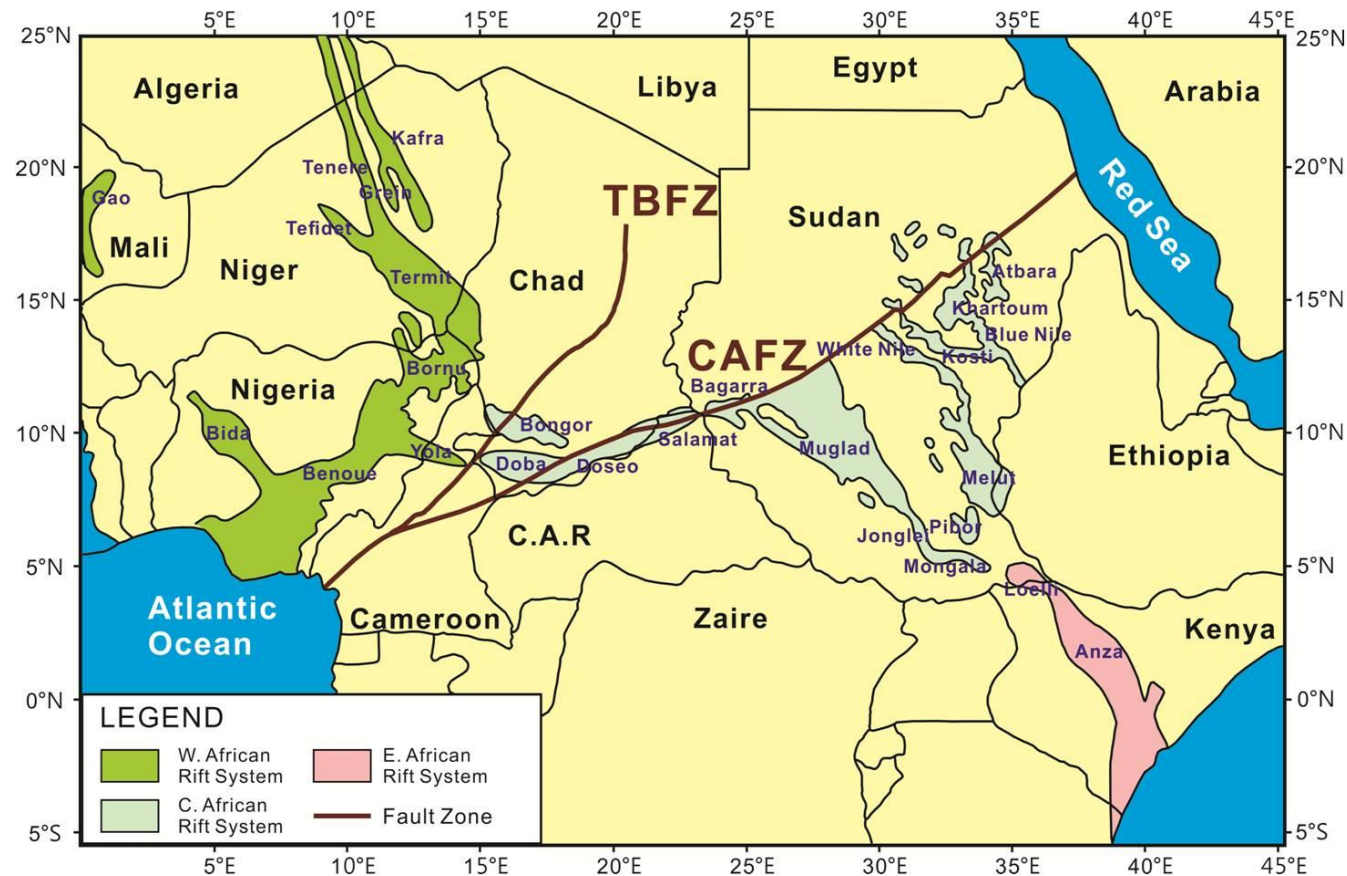 5°E 10°E 15°E 20°E 25°E 30°E 35°E 40°E 45°E
25°N 25°N
Algeria
Libya
Egypt
Arabia
Kafra
20°N 20°N
Tenere
Grejn
Gao
TBFZ
Red Sea
Tefidet
Sudan
Mali
Niger
Termit
Chad
Atbara
15°N 15°N
Khartoum
Blue Nile
CAFZ
White Nile
Kosti
Bornu
Nigeria
Bagarra
Bida
Bongor
10°N 10°N
Salamat
Yola
Muglad
Benoue
Doba
Doseo
Ethiopia
Melut
C.A.R
Pibor
Jonglei
5°N 5°N
Mongala
Loelli
Atlantic
Ocean
Cameroon
Zaire
Kenya
Anza
0°N 0°N
LEGEND
W. African
Rift System
E. African
Rift System
C. African
Rift System
Fault Zone
5°S 5°S
5°E 10°E 15°E 20°E 25°E 30°E 35°E 40°E 45°E